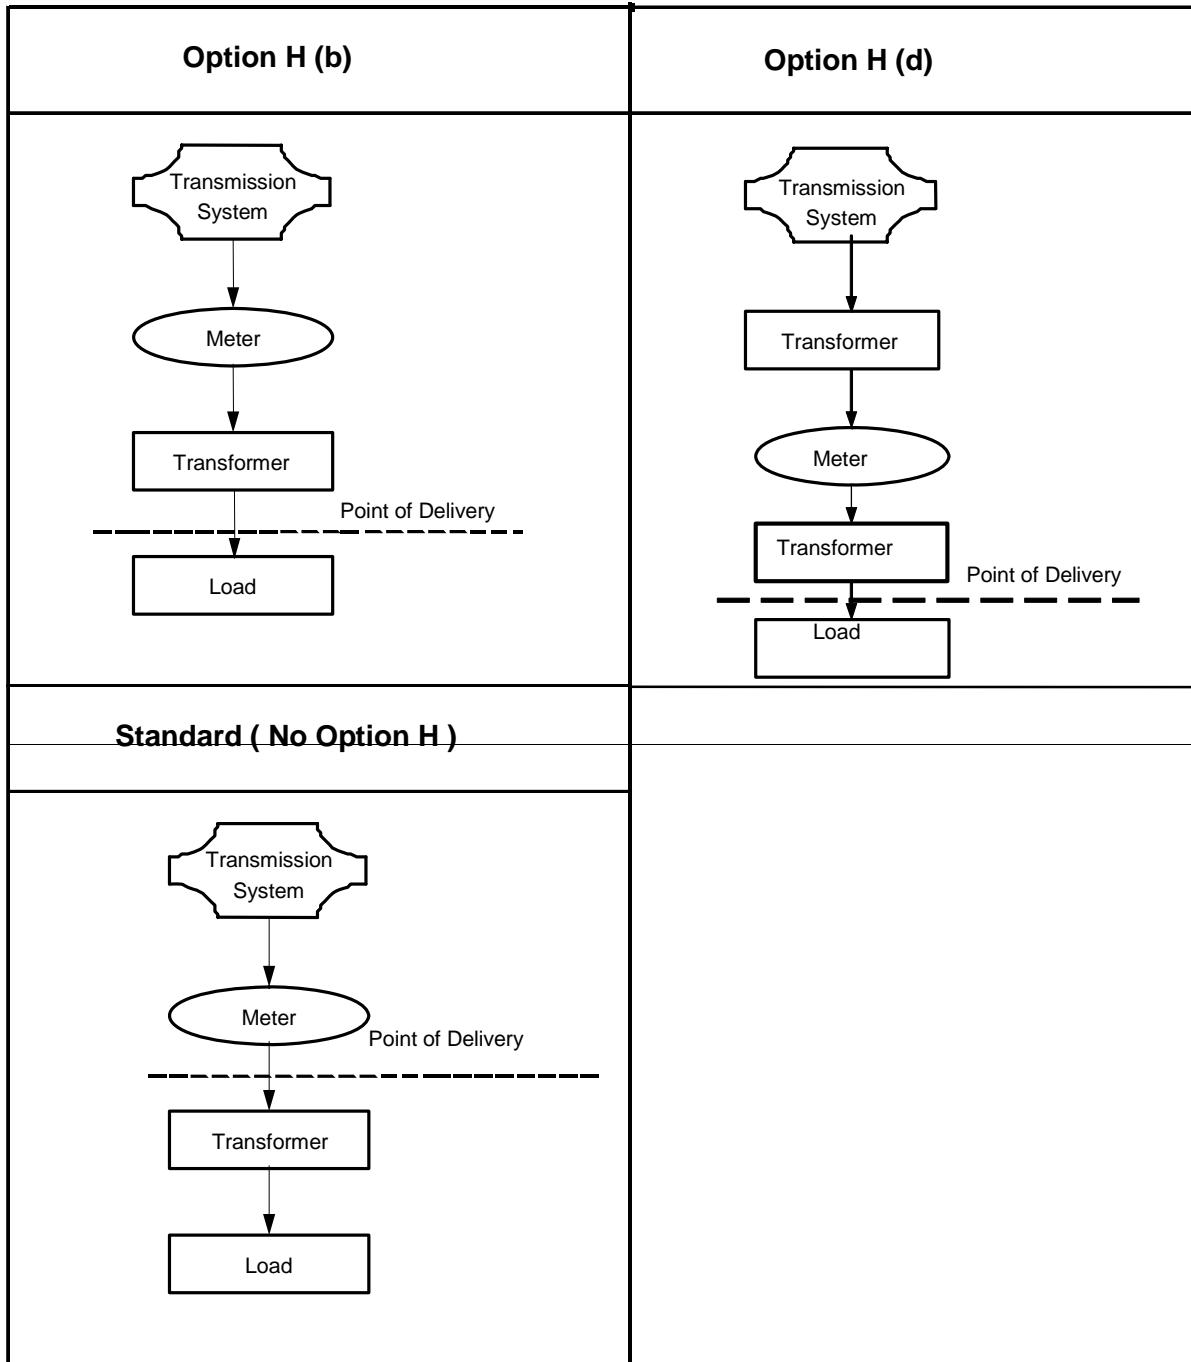 Option H (b)
Transmission
System
Meter
Transformer
Point of Delivery
Load
Option H (d)
Transmission
System
Transformer
Meter
Transformer
Point of Delivery
Load
Standard ( No Option H )
Transmission
System
Meter
Point of Delivery
Transformer
Load